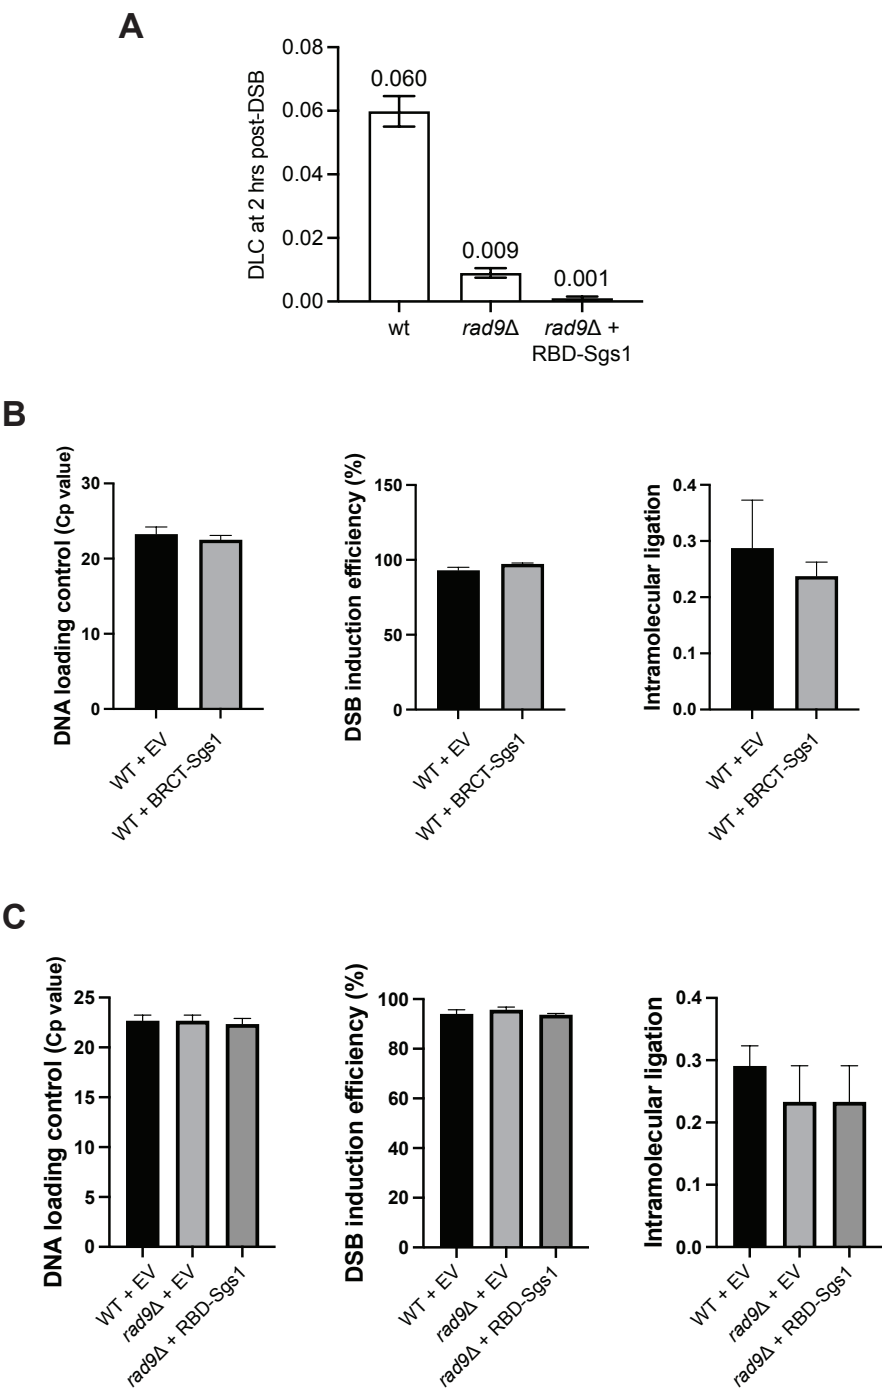 A
DLC at 2 hrs post-DSB
0.08
0.06
0.04
0.02
0.00
0.060
0.009
0.001
wt
rad9Δ
rad9Δ +
RBD-Sgs1
B
DNA loading control (Cp value)
30
20
10
0
WT + EV
WT + BRCT-Sgs1
DSB induction efficiency (%)
150
100
50
0
WT + EV
WT + BRCT-Sgs1
Intramolecular ligation
0.4
0.3
0.2
0.1
0.0
WT + EV
WT + BRCT-Sgs1
C
DNA loading control (Cp value)
25
20
15
10
5
0
WT + EV
rad9Δ + EV
rad9Δ + RBD-Sgs1
DSB induction efficiency (%)
100
80
60
40
20
0
WT + EV
rad9Δ + EV
rad9Δ + RBD-Sgs1
Intramolecular ligation
0.4
0.3
0.2
0.1
0.0
WT + EV
rad9Δ + EV
rad9Δ + RBD-Sgs1